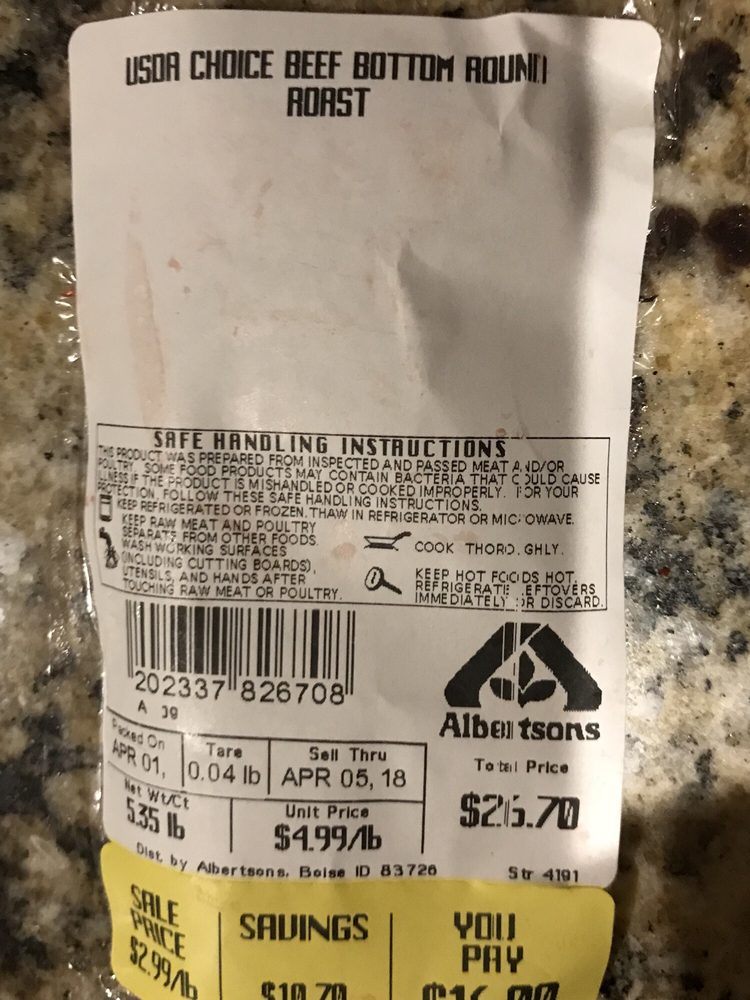 USDA CHOICE BEEF BOTTOM ROUND
ROAST
SAFE HANDLING INSTRUCTIONS
THIS PRODUCT WAS PREPARED FROM INSPECTED AND PASSED MEAT AND/OR
POULTRY. SOME FOOD PRODUCTS MAY CONTAIN BACTERIA THAT COULD CAUSE
ILLNESS IF THE PRODUCT IS MISHANDLED OR COOKED IMPROPERLY. FOR YOUR
PROTECTION, FOLLOW THESE SAFE HANDLING INSTRUCTIONS.
KEEP REFRIGERATED OR FROZEN. THAW IN REFRIGERATOR OR MICROWAVE.
KEEP RAW MEAT AND POULTRY
SEPARATE FROM OTHER FOODS.
WASH WORKING SURFACES
(INCLUDING CUTTING BOARDS),
UTENSILS, AND HANDS AFTER
TOUCHING RAW MEAT OR POULTRY.
COOK THOROUGHLY.
KEEP HOT FOODS HOT.
REFRIGERATE LEFTOVERS
IMMEDIATELY OR DISCARD.
202337 826708
A 39
Albertsons
Packed On
APR 01,
Tare
0.04 lb
Sell Thru
APR 05, 18
Total Price
$26.70
Net Wt/Ct
5.35 lb
Unit Price
$4.99/lb
Dist. by Albertsons, Boise ID 83726
Str 4191
SALE
PRICE
$2.99/lb
SAVINGS
$10.70
YOU
PAY